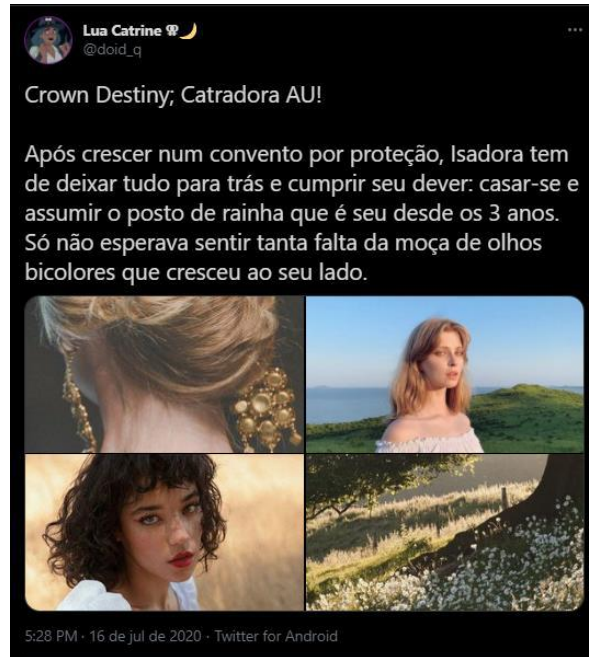 Lua Catrine 🌙
@doid_q
Crown Destiny; Catradora AU!
Após crescer num convento por proteção, Isadora tem
de deixar tudo para trás e cumprir seu dever: casar-se e
assumir o posto de rainha que é seu desde os 3 anos.
Só não esperava sentir tanta falta da moça de olhos
bicolores que cresceu ao seu lado.
5:28 PM · 16 de jul de 2020 · Twitter for Android